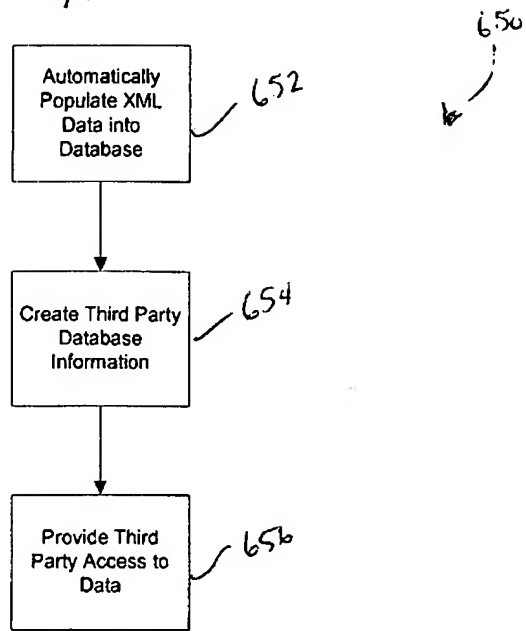 650
Automatically
Populate XML
Data into
Database
652
Create Third Party
Database
Information
654
Provide Third
Party Access to
Data
656